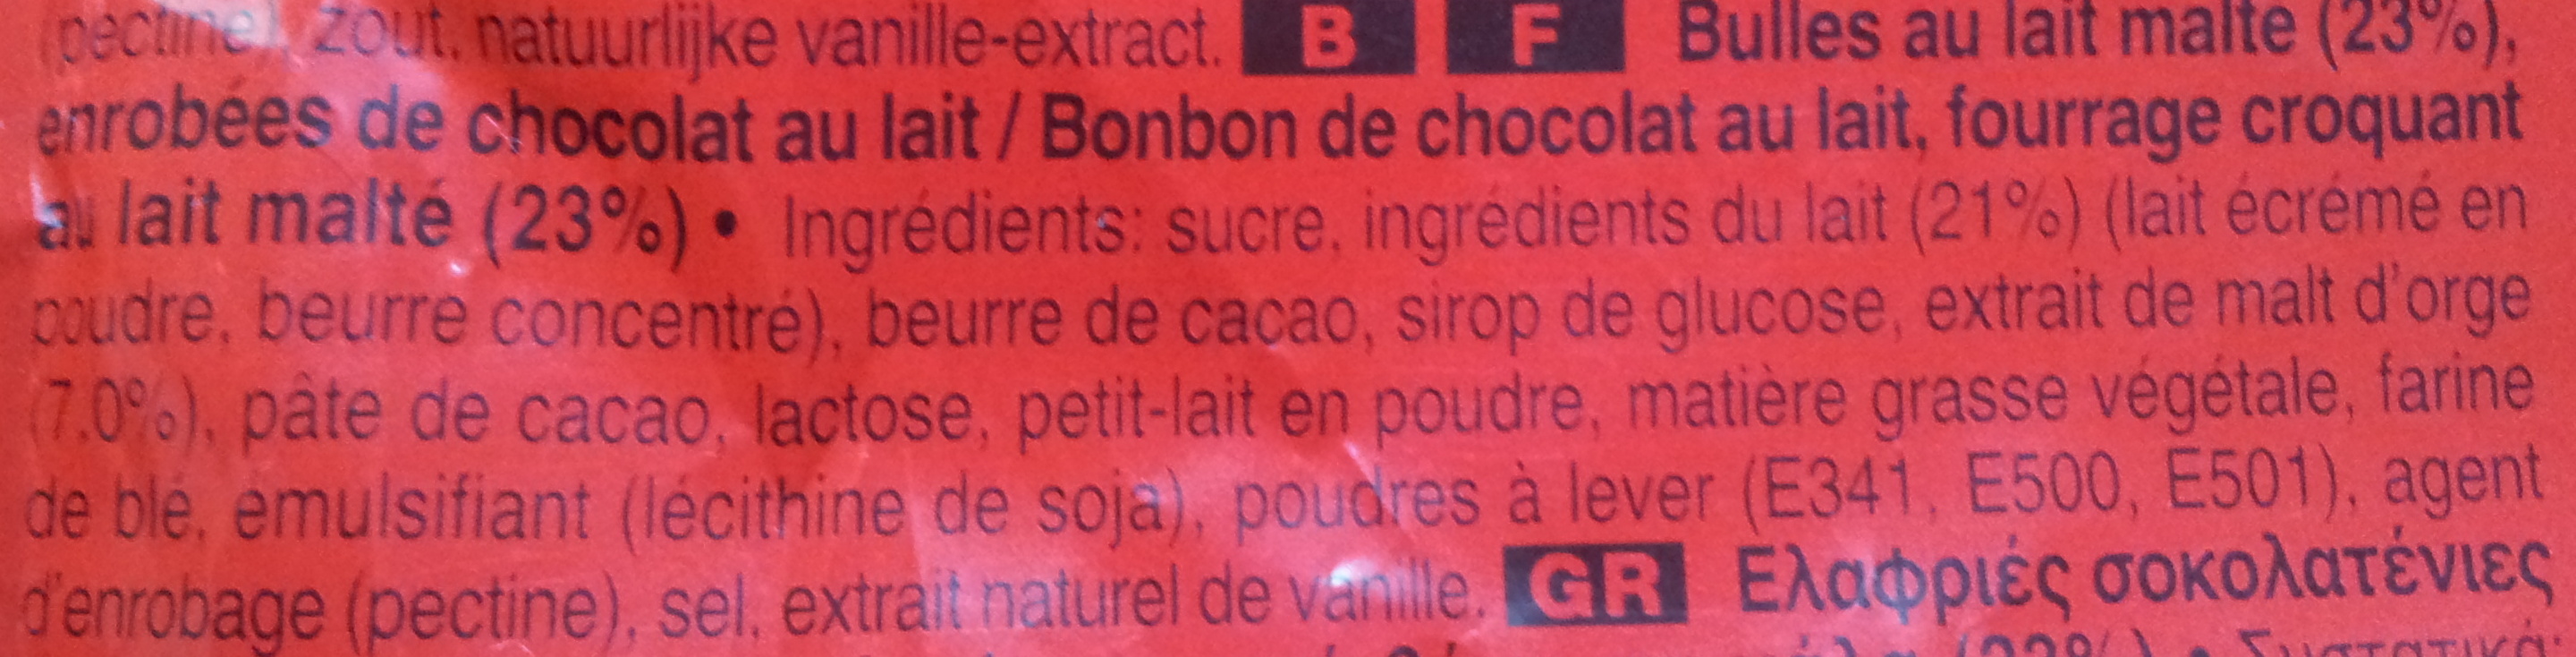 (pectine), zout, natuurlijke vanille-extract. B F Bulles au lait malté (23%),
enrobées de chocolat au lait / Bonbon de chocolat au lait, fourrage croquant
au lait malté (23%) • Ingrédients: sucre, ingrédients du lait (21%) (lait écrémé en
poudre, beurre concentré), beurre de cacao, sirop de glucose, extrait de malt d'orge
(7.0%), pâte de cacao, lactose, petit-lait en poudre, matière grasse végétale, farine
de blé, émulsifiant (lécithine de soja), poudres à lever (E341, E500, E501), agent
d'enrobage (pectine), sel, extrait naturel de vanille. GR Ελαφριές σοκολατένιες
(23%) • Συστατικά: